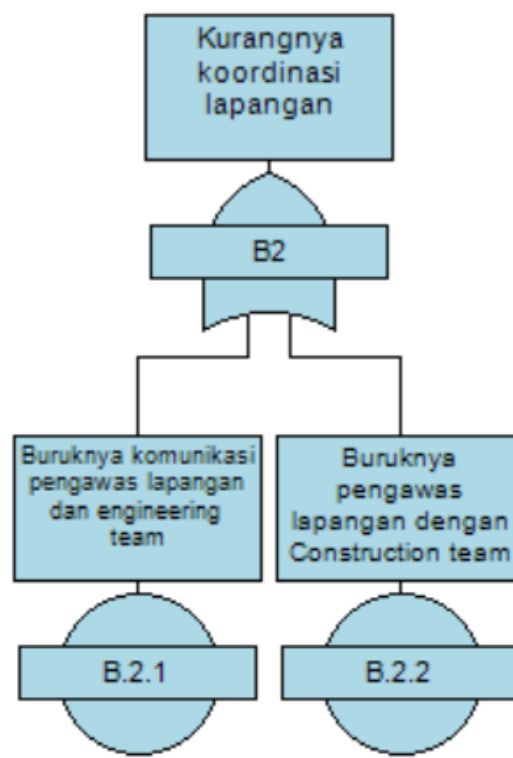 Kurangnya
koordinasi
lapangan
B2
Buruknya komunikasi
pengawas lapangan
dan engineering
team
Buruknya
pengawas
lapangan dengan
Construction team
B.2.1
B.2.2